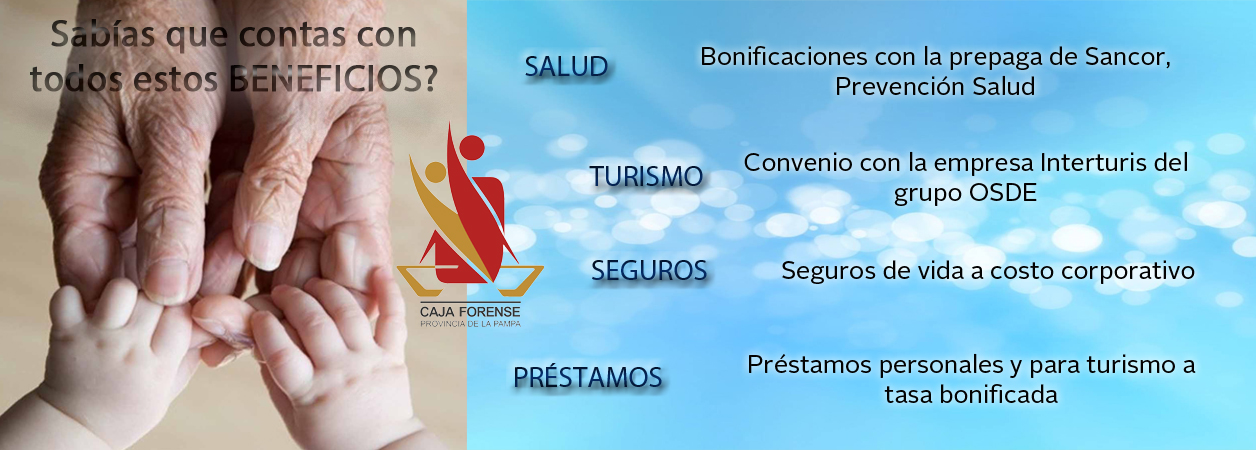 Sabías que contas con
todos estos BENEFICIOS?
CAJA FORENSE
PROVINCIA DE LA PAMPA
SALUD
Bonificaciones con la prepaga de Sancor,
Prevención Salud
TURISMO
Convenio con la empresa Interturis del
grupo OSDE
SEGUROS
Seguros de vida a costo corporativo
PRÉSTAMOS
Préstamos personales y para turismo a
tasa bonificada